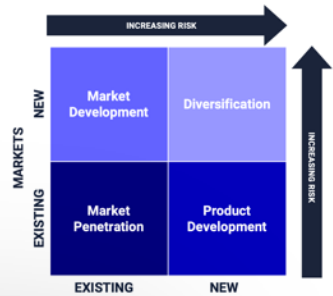 INCREASING RISK
NEW
Market
Development
Diversification
MARKETS
EXISTING
Market
Penetration
Product
Development
INCREASING RISK
EXISTING
NEW